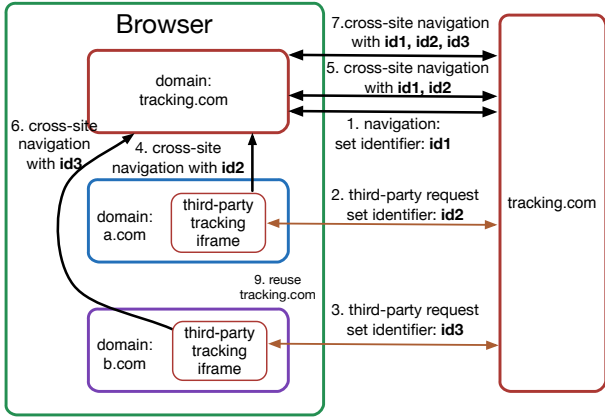 Browser
7.cross-site navigation
with id1, id2, id3
domain:
tracking.com
5. cross-site navigation
with id1, id2
6. cross-site
navigation
with id3
4. cross-site
navigation with id2
1. navigation:
set identifier: id1
domain:
a.com
third-party
tracking
iframe
2. third-party request
set identifier: id2
tracking.com
9. reuse
tracking.com
3. third-party request
set identifier: id3
domain:
b.com
third-party
tracking
iframe